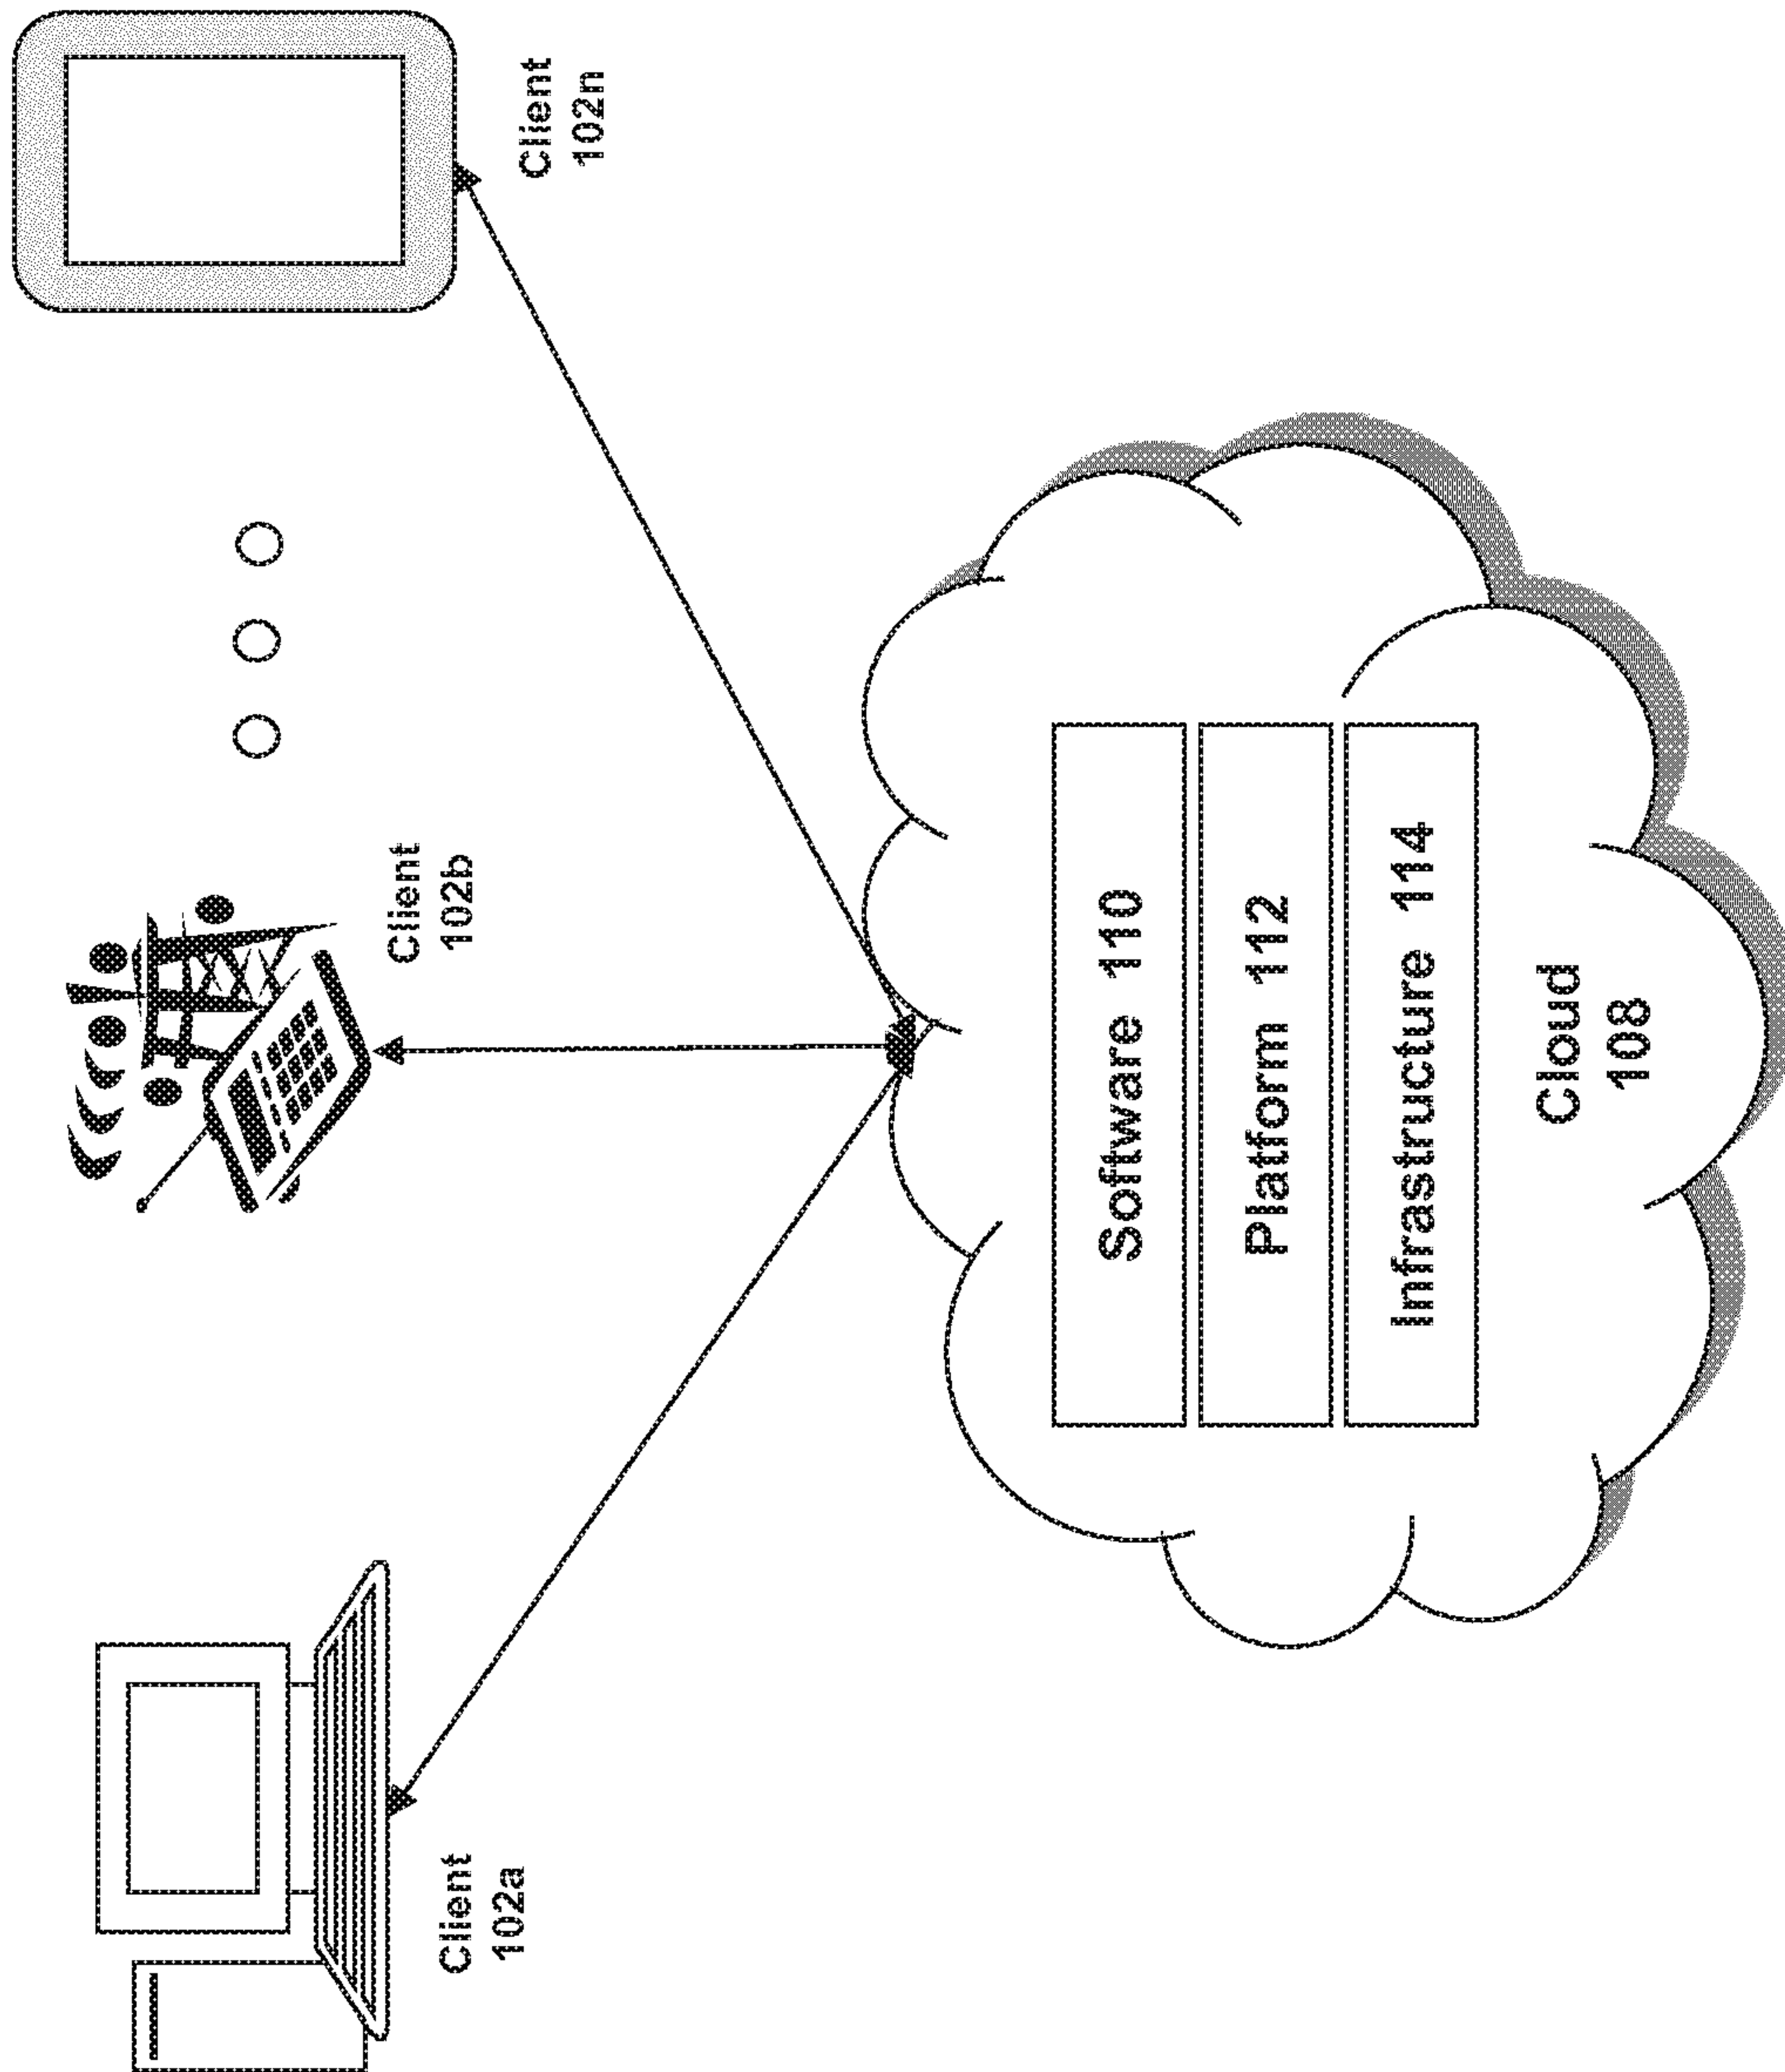 Client
102a
Client
102b
Client
102n
Software 110
Platform 112
Infrastructure 114
Cloud
108